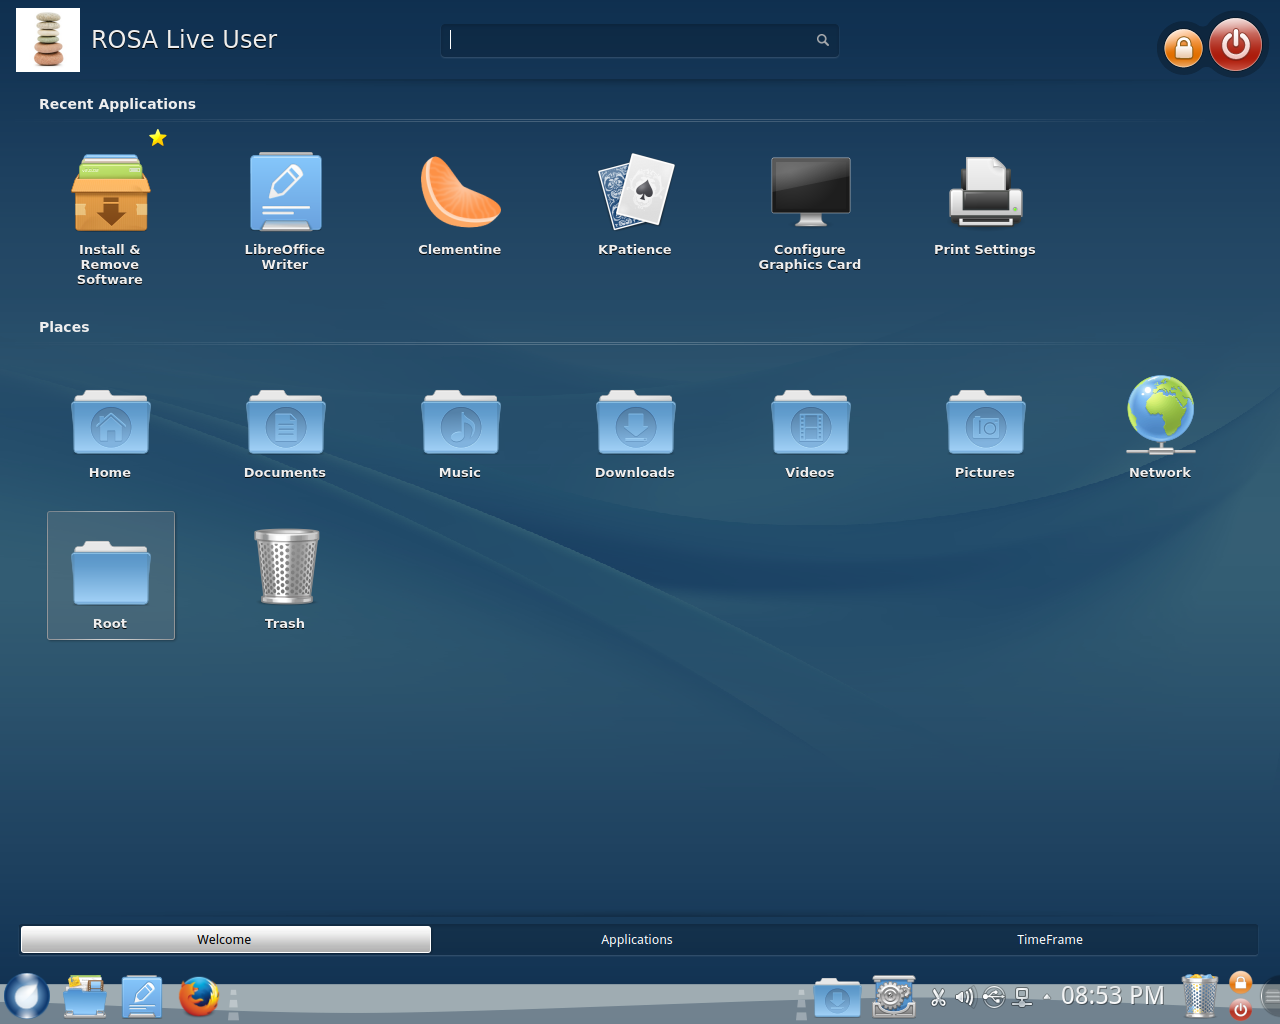 ROSA Live User
Recent Applications
Install &
Remove
Software
LibreOffice
Writer
Clementine
KPatience
Configure
Graphics Card
Print Settings
Places
Home
Documents
Music
Downloads
Videos
Pictures
Network
Root
Trash
Welcome
Applications
TimeFrame
08:53 PM